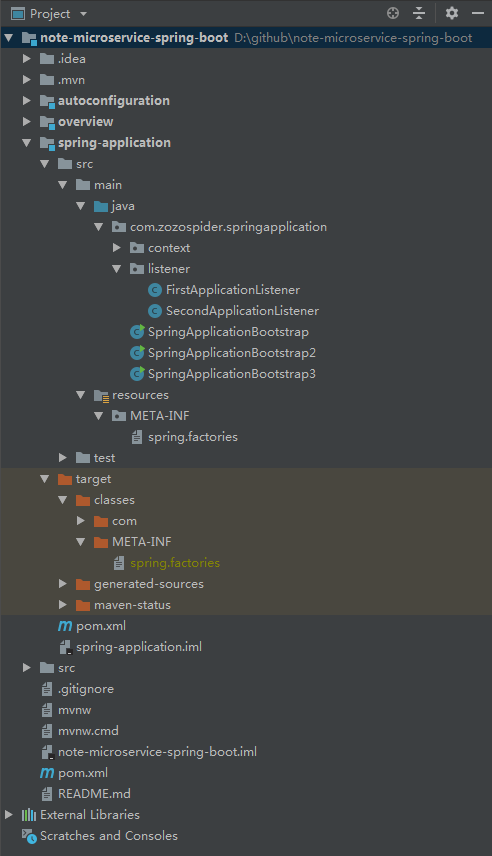 Project
note-microservice-spring-boot D:\github\note-microservice-spring-boot
.idea
.mvn
autoconfiguration
overview
spring-application
src
main
java
com.zozospider.springapplication
context
listener
FirstApplicationListener
SecondApplicationListener
SpringApplicationBootstrap
SpringApplicationBootstrap2
SpringApplicationBootstrap3
resources
META-INF
spring.factories
test
target
classes
com
META-INF
spring.factories
generated-sources
maven-status
pom.xml
spring-application.iml
src
.gitignore
mvnw
mvnw.cmd
note-microservice-spring-boot.iml
pom.xml
README.md
External Libraries
Scratches and Consoles